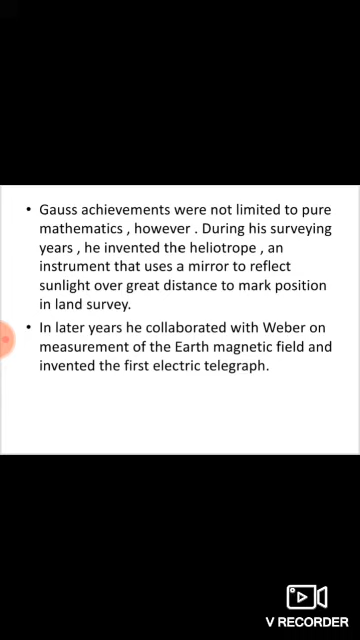 • Gauss achievements were not limited to pure
mathematics , however . During his surveying
years , he invented the heliotrope , an
instrument that uses a mirror to reflect
sunlight over great distance to mark position
in land survey.
• In later years he collaborated with Weber on
measurement of the Earth magnetic field and
invented the first electric telegraph.
V RECORDER